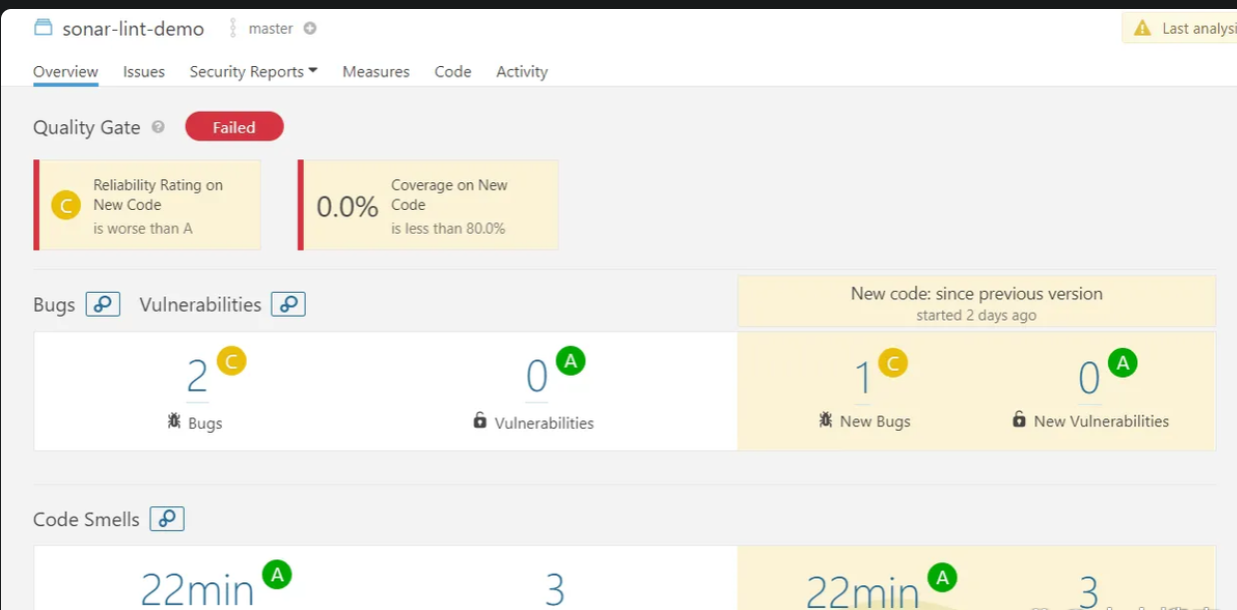 sonar-lint-demo master
Last analysi
Overview Issues Security Reports Measures Code Activity
Quality Gate ? Failed
C
Reliability Rating on
New Code
is worse than A
0.0%
Coverage on New
Code
is less than 80.0%
Bugs Vulnerabilities
New code: since previous version
started 2 days ago
2 C
Bugs
0 A
Vulnerabilities
1 C
New Bugs
0 A
New Vulnerabilities
Code Smells
22min A
3
22min A
3